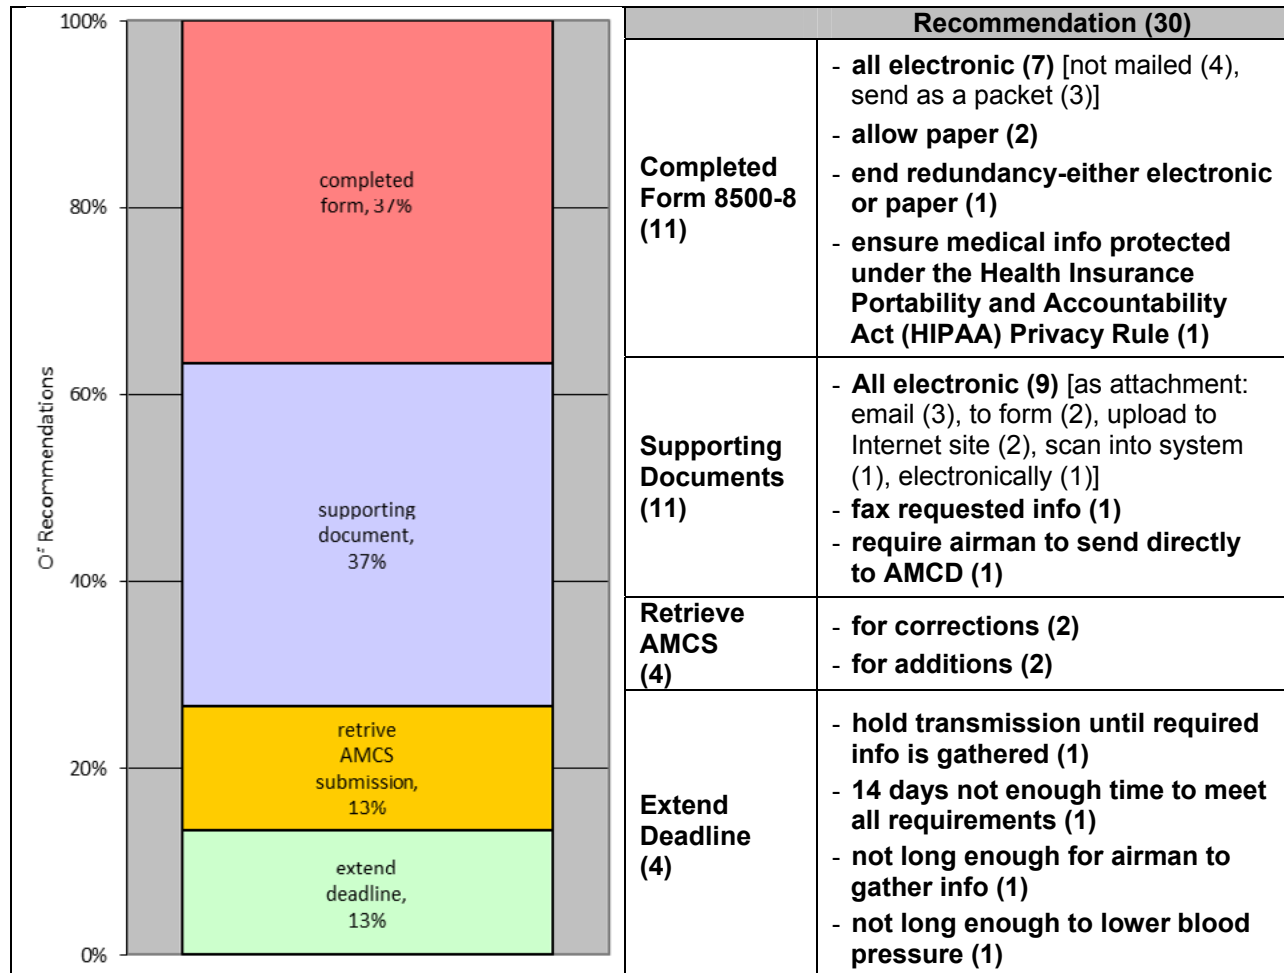 100%
80%
60%
40%
20%
0%
Of Recommendations
completed
form, 37%
supporting
document,
37%
retrive
AMCS
submission,
13%
extend
deadline,
13%
Recommendation (30)
Completed
Form 8500-8
(11)
- all electronic (7) [not mailed (4),
send as a packet (3)]
- allow paper (2)
- end redundancy-either electronic
or paper (1)
- ensure medical info protected
under the Health Insurance
Portability and Accountability
Act (HIPAA) Privacy Rule (1)
Supporting
Documents
(11)
- All electronic (9) [as attachment:
email (3), to form (2), upload to
Internet site (2), scan into system
(1), electronically (1)]
- fax requested info (1)
- require airman to send directly
to AMCD (1)
Retrieve
AMCS
(4)
- for corrections (2)
- for additions (2)
Extend
Deadline
(4)
- hold transmission until required
info is gathered (1)
- 14 days not enough time to meet
all requirements (1)
- not long enough for airman to
gather info (1)
- not long enough to lower blood
pressure (1)